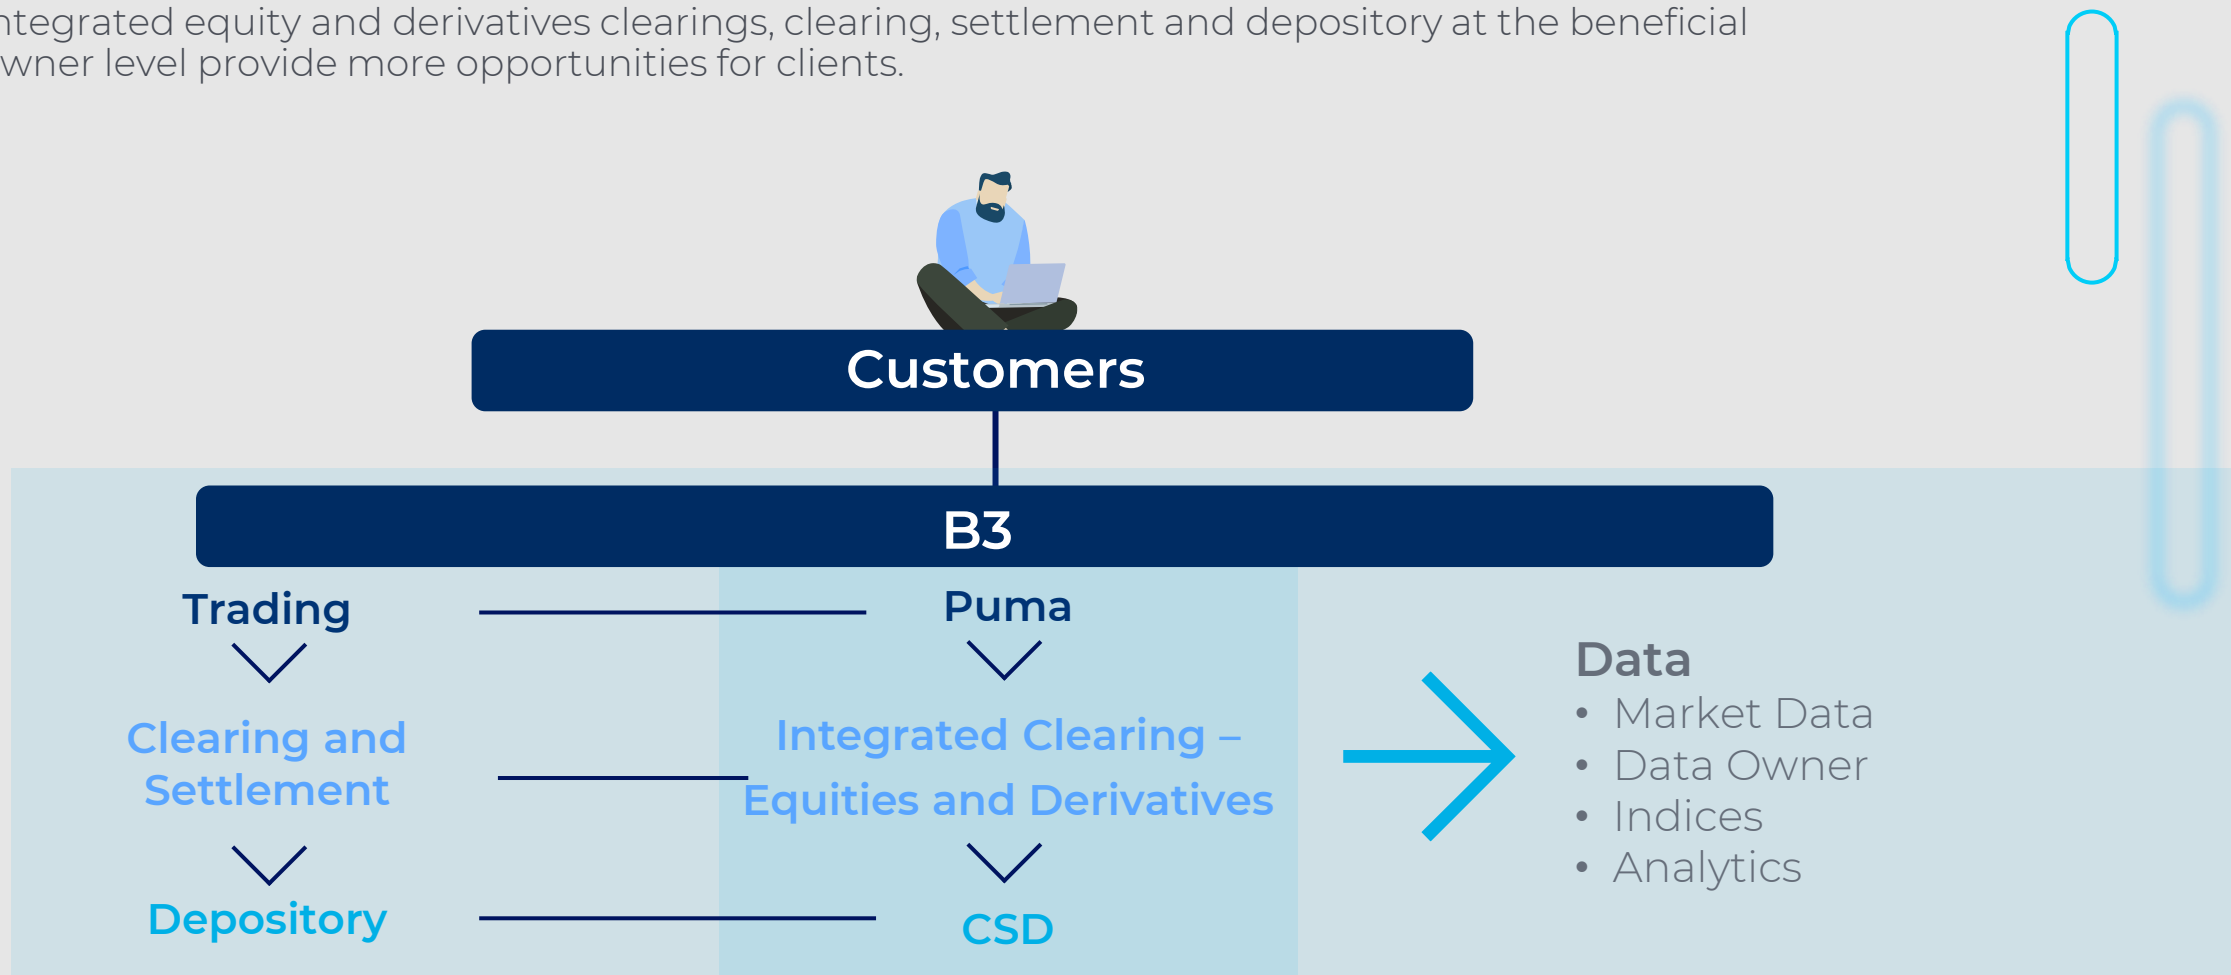 ntegrated equity and derivatives clearings, clearing, settlement and depository at the beneficial
wner level provide more opportunities for clients.
Customers
B3
Trading
Puma
Clearing and
Settlement
Integrated Clearing –
Equities and Derivatives
Depository
CSD
Data
• Market Data
• Data Owner
• Indices
• Analytics